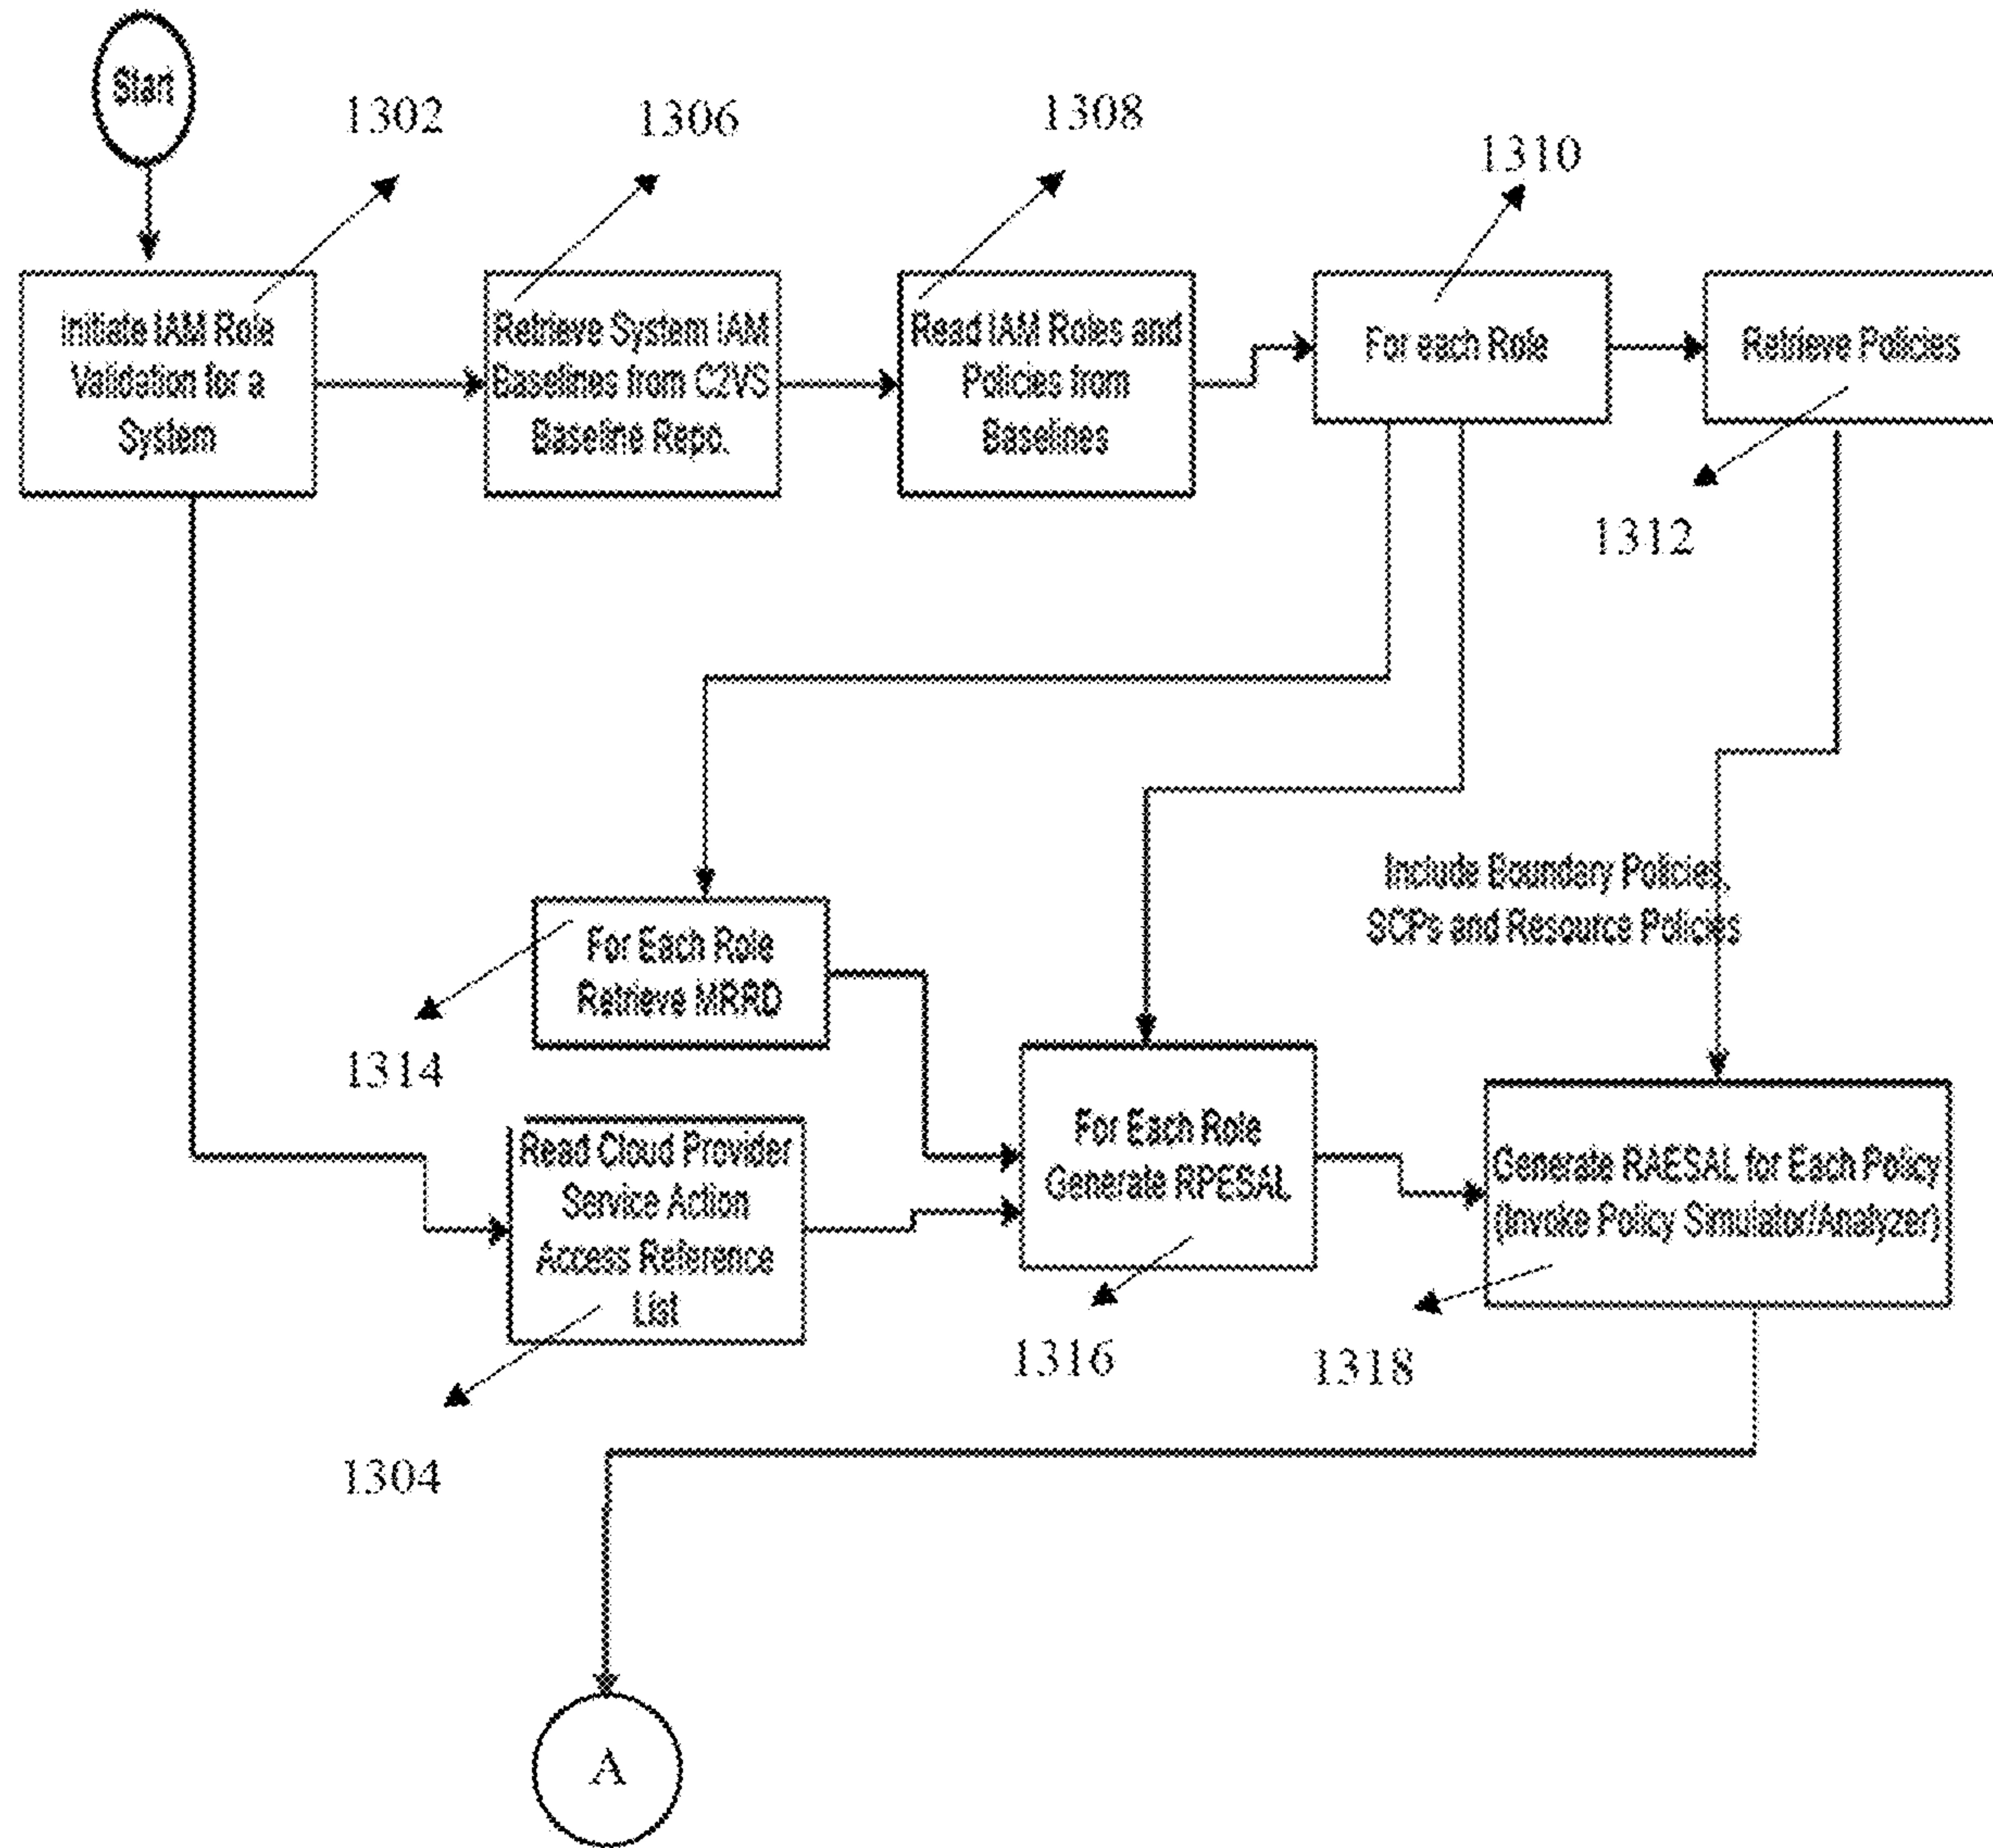 Start
1302
1306
1308
1310
Initiate IAM Role
Validation for a
System
Retrieve System IAM
Baselines from C2VS
Baseline Repo.
Read IAM Roles and
Policies from
Baselines
For each Role
Retrieve Policies
1312
Include Boundary Policies,
SCPs and Resource Policies
For Each Role
Retrieve MRRD
1314
Read Cloud Provider
Service Action
Access Reference
List
1304
For Each Role
Generate RPESAL
1316
Generate RAESAL for Each Policy
(Invoke Policy Simulator/Analyzer)
1318
A